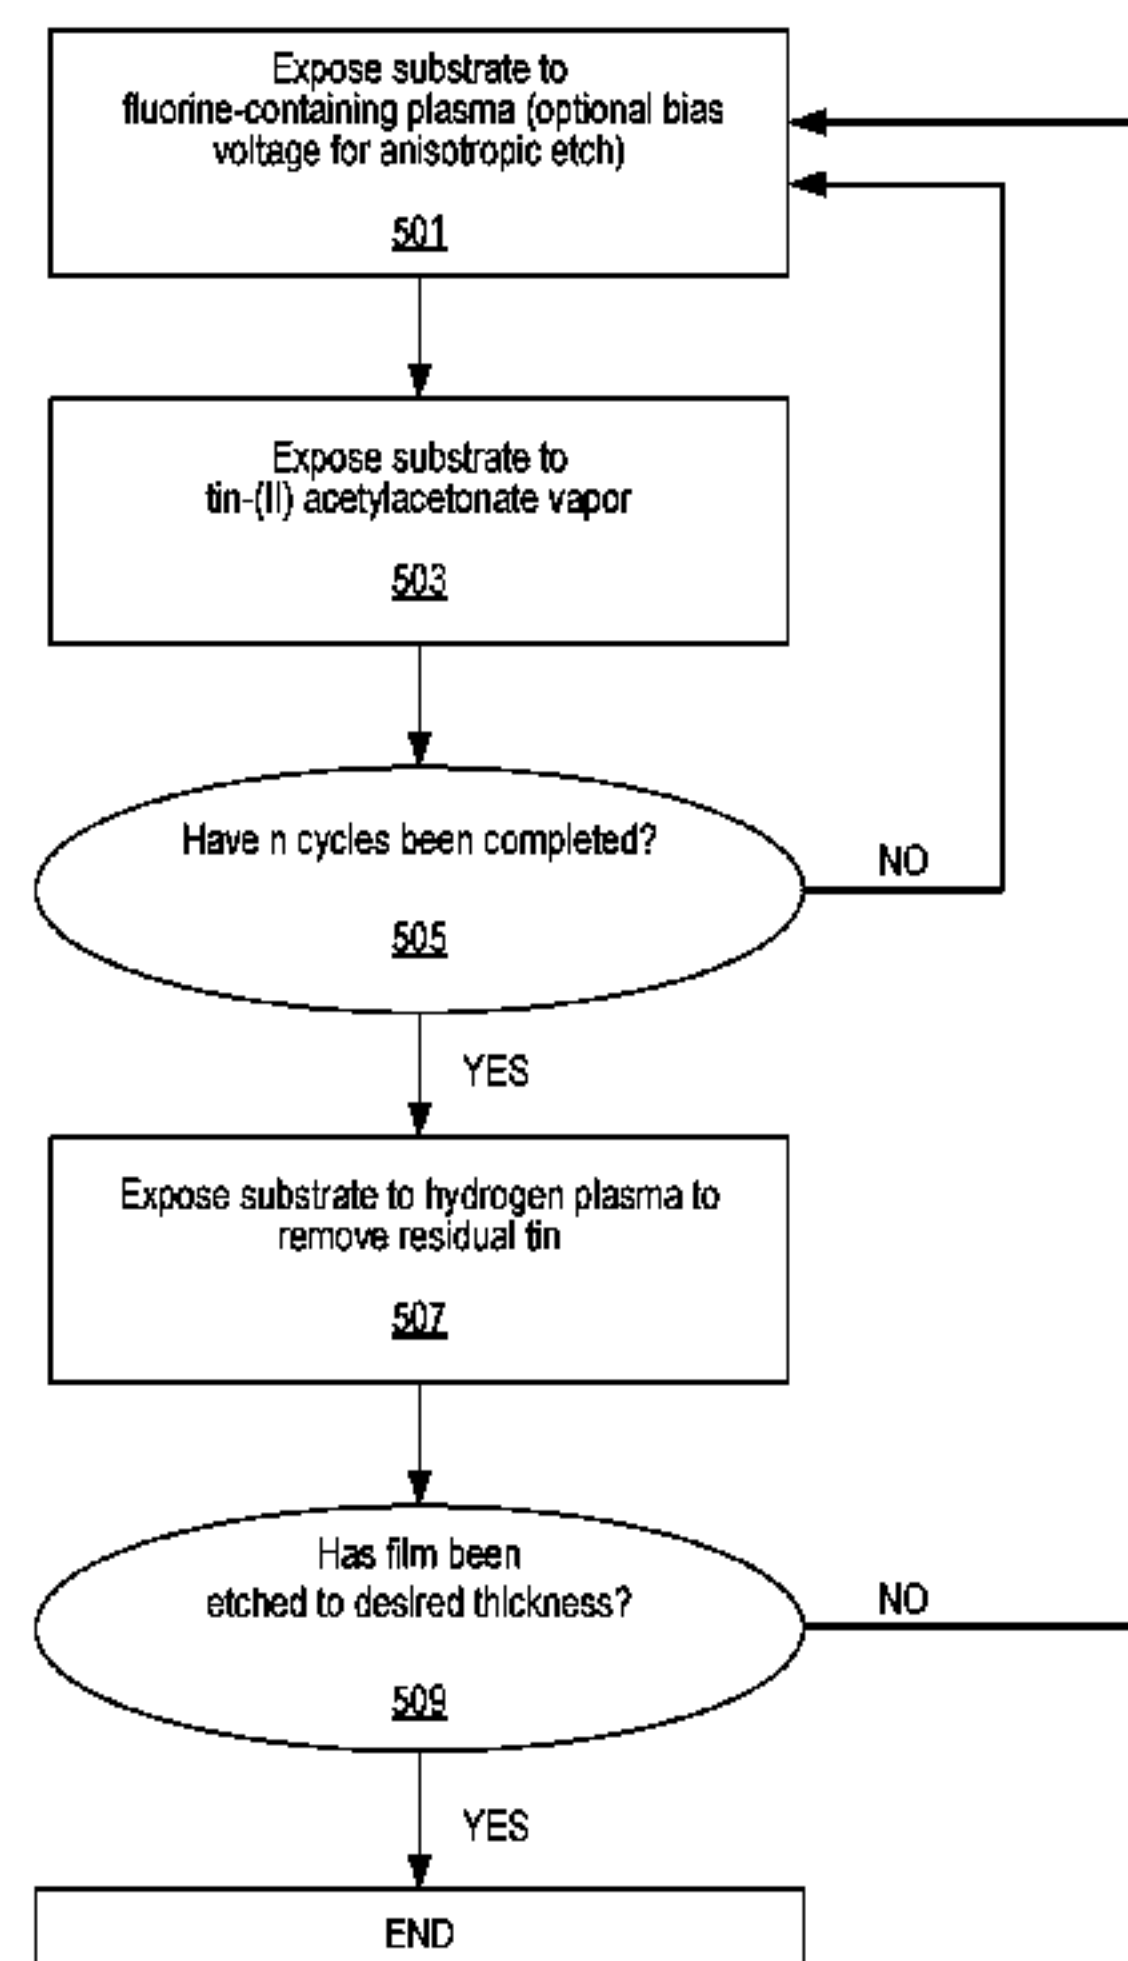 Expose substrate to
fluorine-containing plasma (optional bias
voltage for anisotropic etch)
501
Expose substrate to
tin-(II) acetylacetonate vapor
503
Have n cycles been completed?
505
NO
YES
Expose substrate to hydrogen plasma to
remove residual tin
507
Has film been
etched to desired thickness?
509
NO
YES
END